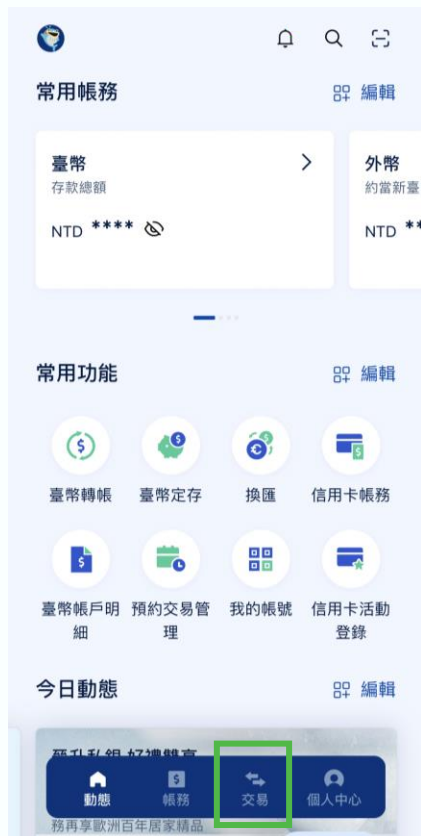 常用帳務
編輯
臺幣
存款總額
NTD ****
外幣
約當新臺
NTD **
常用功能
編輯
臺幣轉帳
臺幣定存
換匯
信用卡帳務
臺幣帳戶明
細
預約交易管
理
我的帳號
信用卡活動
登錄
今日動態
編輯
好禮雙享
動態
帳務
交易
個人中心
務再享歐洲百年居家精品